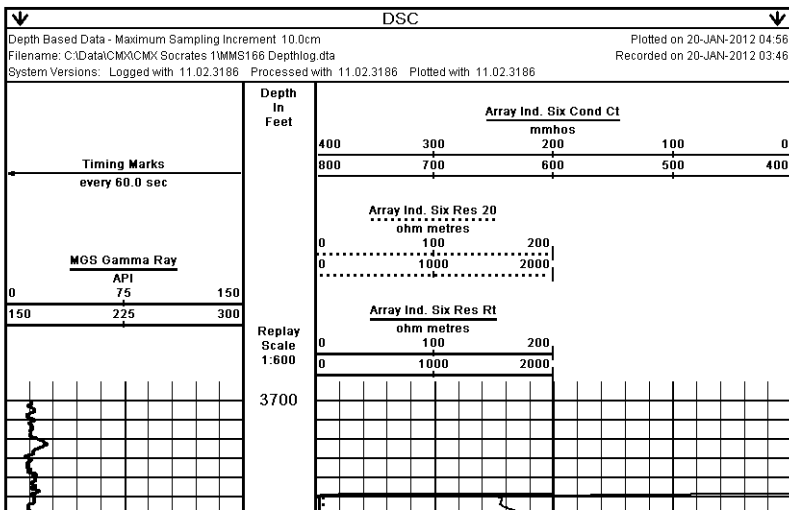 DSC
Depth Based Data - Maximum Sampling Increment 10.0cm
Plotted on 20-JAN-2012 04:56
Filename: C:\Data\CMX\CMX Socrates 1\MMS166 Depthlog.dta
Recorded on 20-JAN-2012 03:46
System Versions: Logged with 11.02.3186 Processed with 11.02.3186 Plotted with 11.02.3186
Timing Marks
every 60.0 sec
MGS Gamma Ray
API
0 75 150
150 225 300
Depth
In
Feet
Replay
Scale
1:600
3700
Array Ind. Six Cond Ct
mmhos
400 300 200 100 0
800 700 600 500 400
Array Ind. Six Res 20
ohm metres
0 100 200
0 1000 2000
Array Ind. Six Res Rt
ohm metres
0 100 200
0 1000 2000